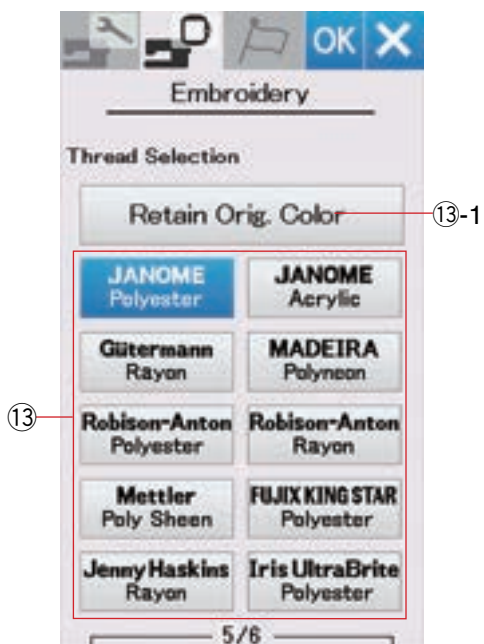 OK X
Embroidery
Thread Selection
Retain Orig. Color
⑬-1
JANOME
Polyester
JANOME
Acrylic
Gütermann
Rayon
MADEIRA
Polyneon
⑬
Robison-Anton
Polyester
Robison-Anton
Rayon
Mettler
Poly Sheen
FUJIX KING STAR
Polyester
Jenny Haskins
Rayon
Iris UltraBrite
Polyester
5/6